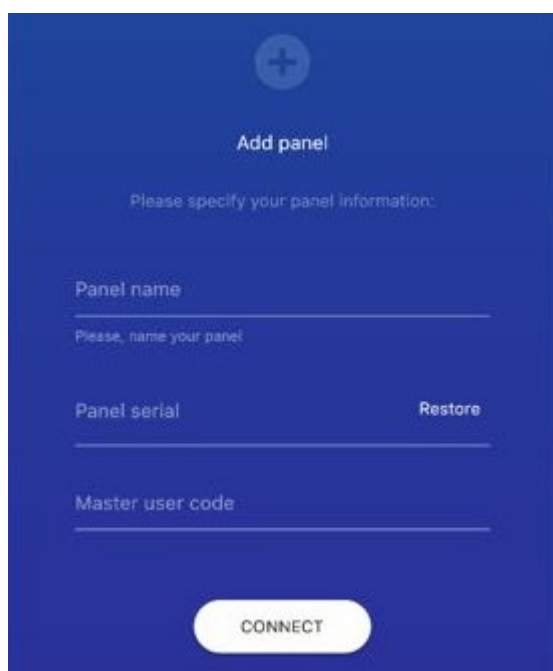 Add panel
Please specify your panel information:
Panel name
Please, name your panel
Panel serial Restore
Master user code
CONNECT